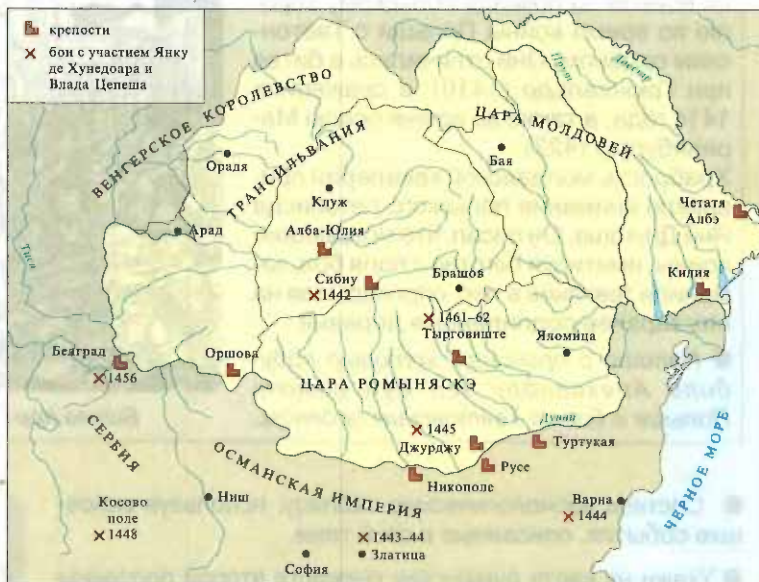 крепости
бои с участием Янку
де Хунедоара и
Влада Цепеша
ВЕНГЕРСКОЕ КОРОЛЕВСТВО
ТРАНСИЛЬВАНИЯ
ЦАРА МОЛДОВЕЙ
Прут
Днестр
Орадя
Бая
Клуж
Четатя
Албэ
Арад
Тиса
Алба-Юлия
Сибиу
Брашов
Килия
1442
1461–62
Тырговиште
Яломица
Белград
1456
Оршова
ЦАРА РОМЫНЯСКЭ
Дунай
1445
Джурджу
Туртукая
СЕРБИЯ
ОСМАНСКАЯ ИМПЕРИЯ
Русе
Никополе
Косово
поле
1448
Ниш
Варна
1444
ЧЕРНОЕ МОРЕ
1443–44
Златица
София